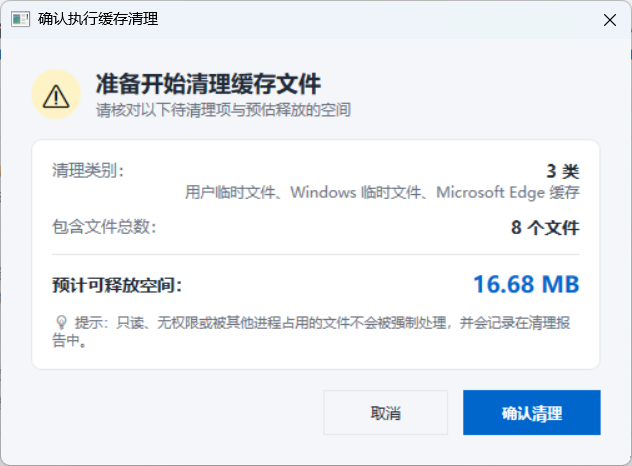 确认执行缓存清理
准备开始清理缓存文件
请核对以下待清理项与预估释放的空间
清理类别: 3 类
用户临时文件、Windows 临时文件、Microsoft Edge 缓存
包含文件总数: 8 个文件
预计可释放空间: 16.68 MB
提示: 只读、无权限或被其他进程占用的文件不会被强制处理，并会记录在清理报
告中。
取消 确认清理